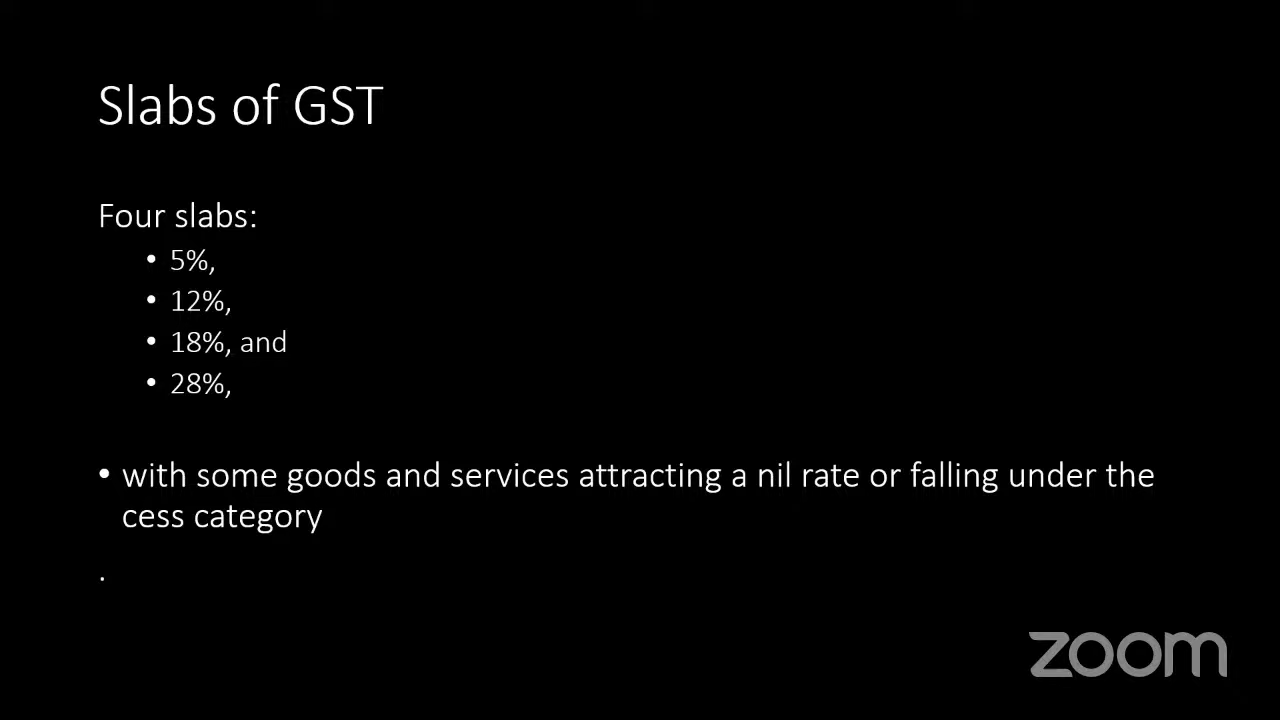 Slabs of GST
Four slabs:
• 5%,
• 12%,
• 18%, and
• 28%,
• with some goods and services attracting a nil rate or falling under the
cess category
.
zoom